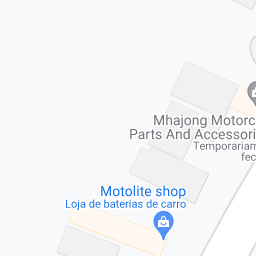 Mhajong Motorc
Parts And Accessori
Temporariam
fec
Motolite shop
Loja de baterias de carro